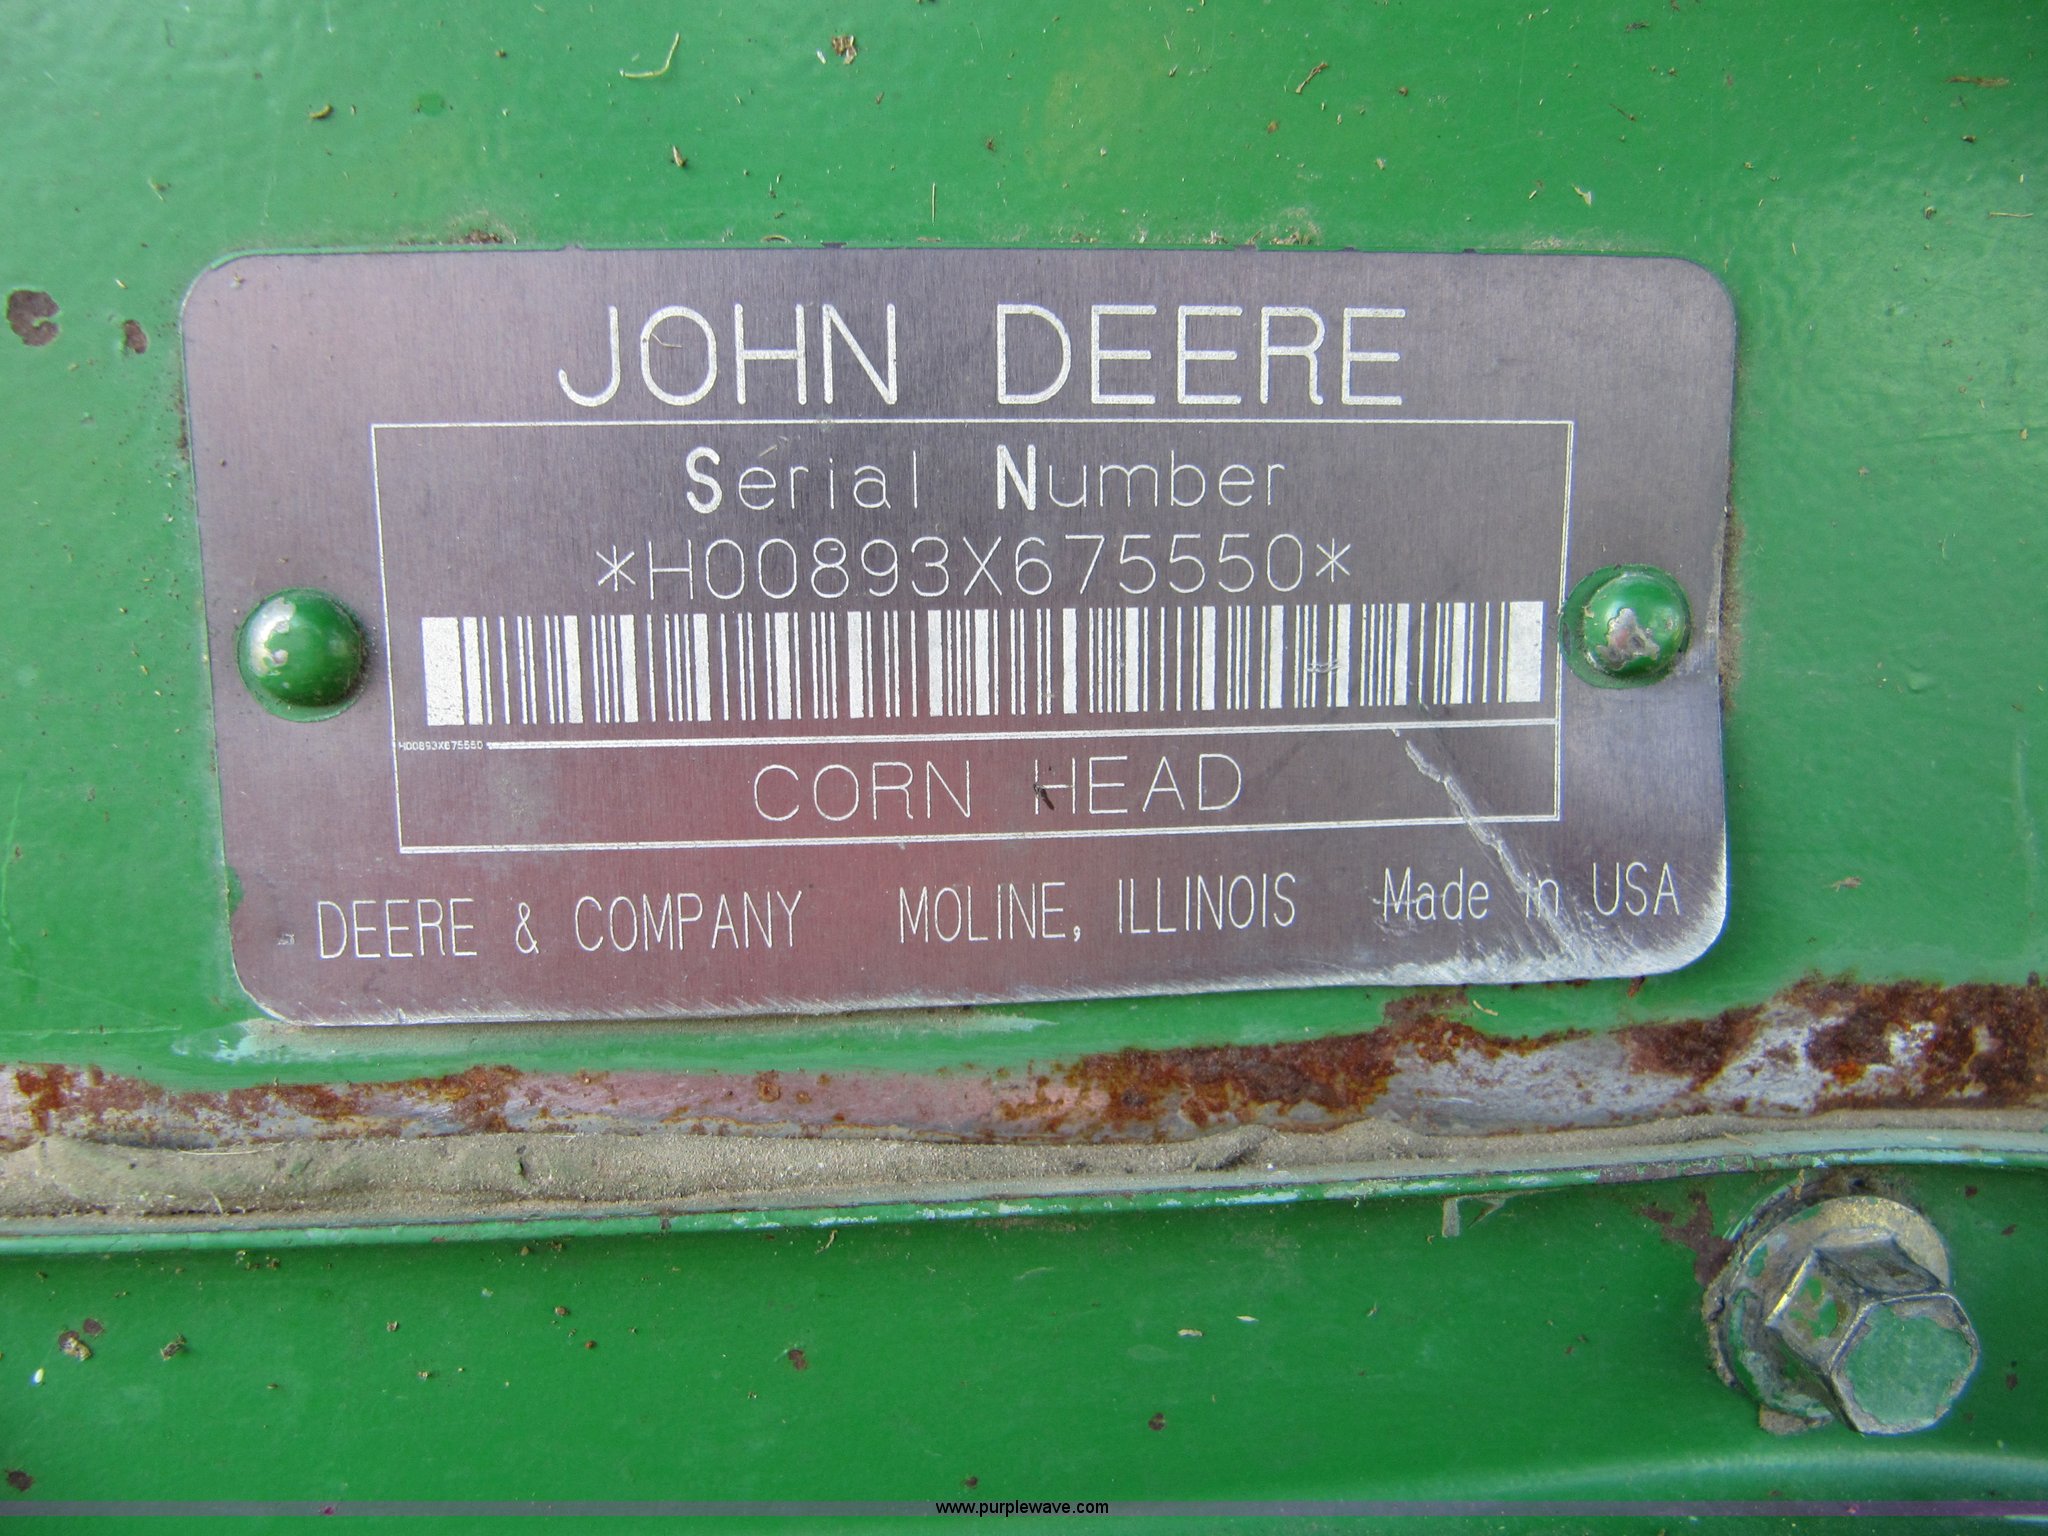 JOHN DEERE
Serial Number
*H00893X675550*
H00893X675550
CORN HEAD
DEERE & COMPANY MOLINE, ILLINOIS Made in USA
www.purplewave.com